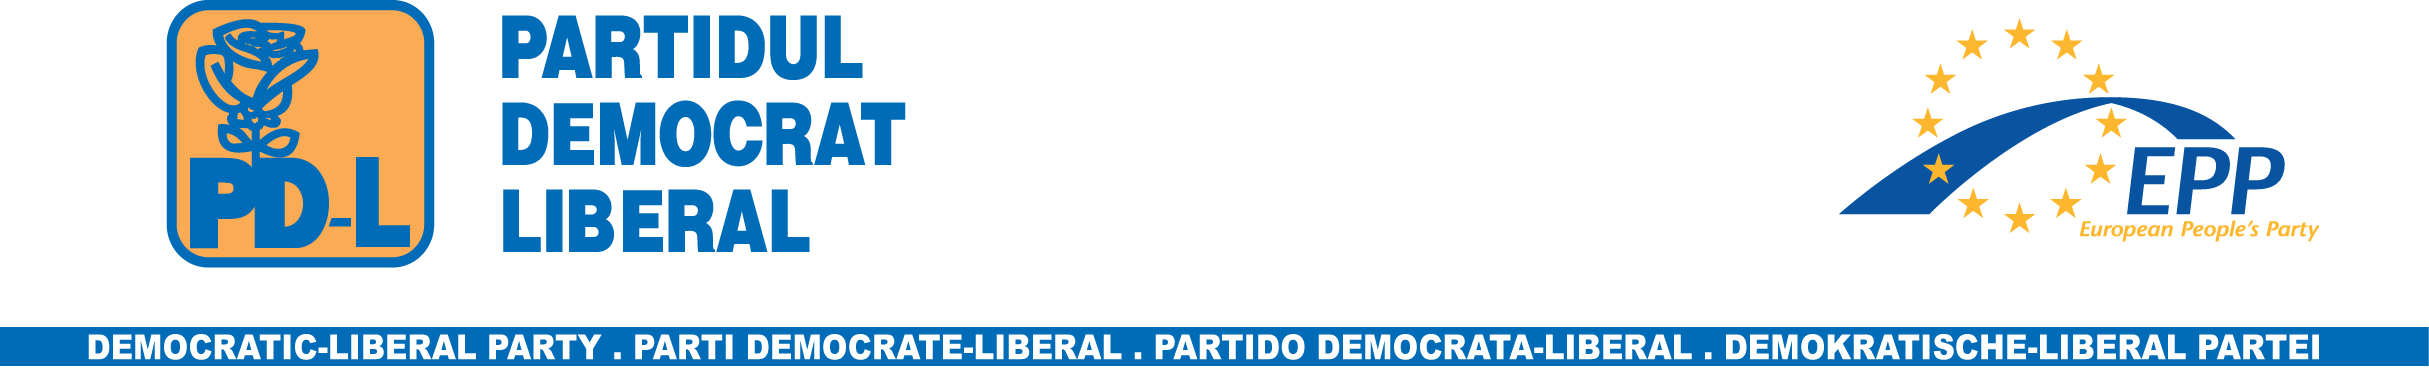 PD-L
PARTIDUL
DEMOCRAT
LIBERAL
EPP
European People's Party
DEMOCRATIC-LIBERAL PARTY . PARTI DEMOCRATE-LIBERAL . PARTIDO DEMOCRATA-LIBERAL . DEMOKRATISCHE-LIBERAL PARTEI